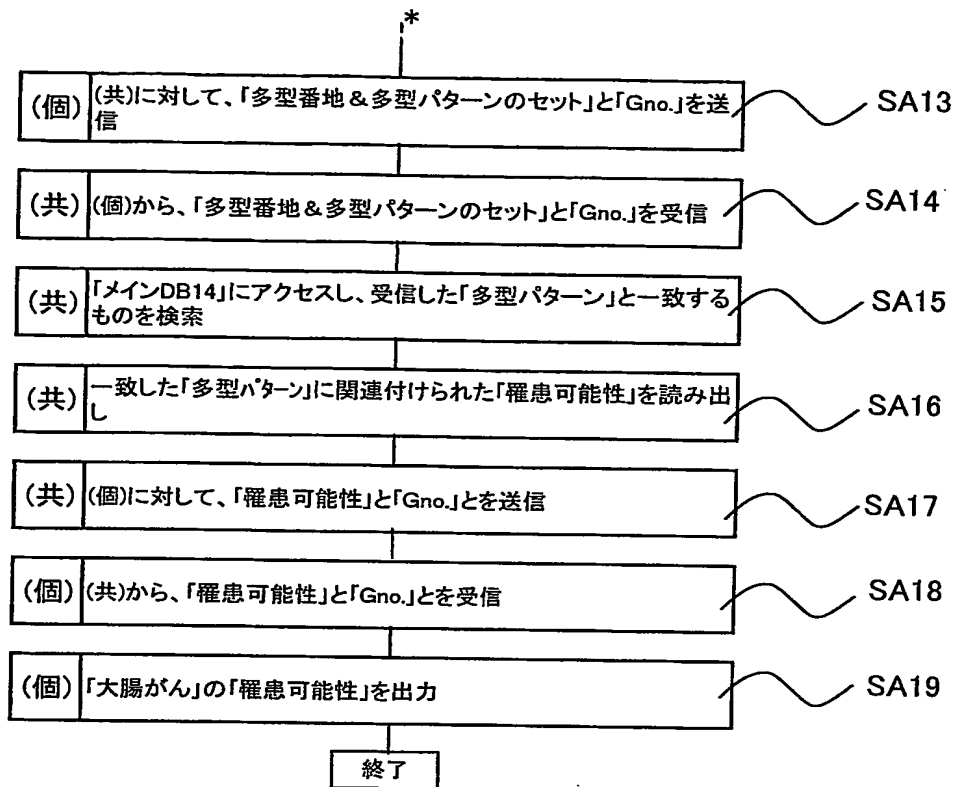 *
(個) (共)に対して、「多型番地&多型パターンのセット」と「Gno.」を送
信
SA13
(共) (個)から、「多型番地&多型パターンのセット」と「Gno.」を受信
SA14
(共) 「メインDB14」にアクセスし、受信した「多型パターン」と一致する
ものを検索
SA15
(共) 一致した「多型パターン」に関連付けられた「罹患可能性」を読み出
し
SA16
(共) (個)に対して、「罹患可能性」と「Gno.」とを送信
SA17
(個) (共)から、「罹患可能性」と「Gno.」とを受信
SA18
(個) 「大腸がん」の「罹患可能性」を出力
SA19
終了